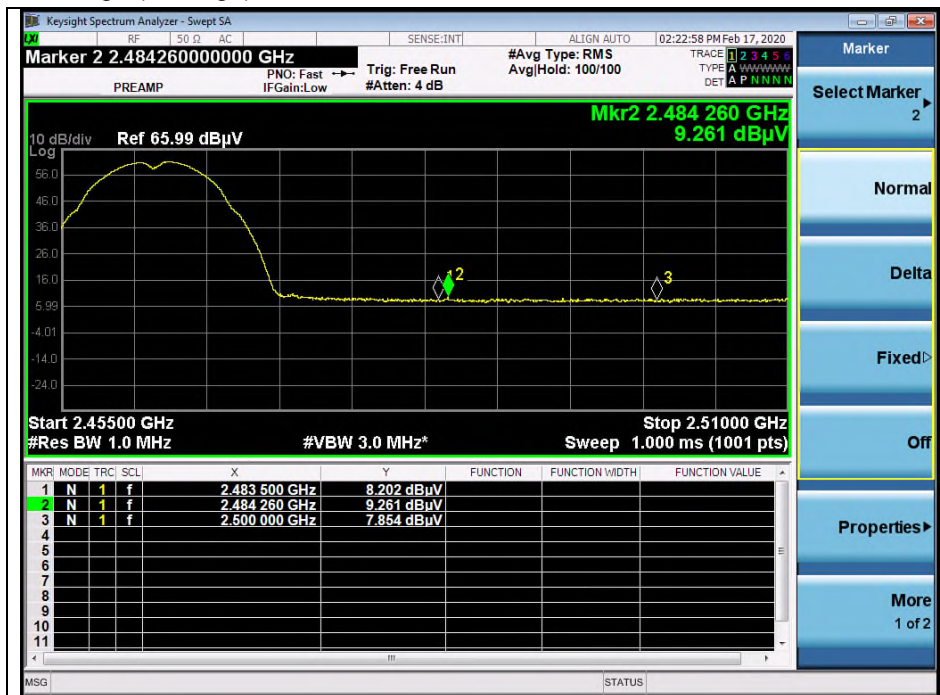 Keysight Spectrum Analyzer - Swept SA
LXI RF 50 Ω AC SENSE:INT ALIGN AUTO 02:22:58 PM Feb 17, 2020
Marker 2 2.484260000000 GHz
PREAMP
PNO: Fast
IFGain:Low
Trig: Free Run
#Atten: 4 dB
#Avg Type: RMS
Avg|Hold: 100/100
TRACE 1 2 3 4 5 6
TYPE A WWWWW
DET A P N N N N
Mkr2 2.484 260 GHz
9.261 dBµV
10 dB/div Ref 65.99 dBµV
Log
56.0
46.0
36.0
26.0
16.0
5.99
-4.01
-14.0
-24.0
1 2 3
Start 2.45500 GHz Stop 2.51000 GHz
#Res BW 1.0 MHz #VBW 3.0 MHz* Sweep 1.000 ms (1001 pts)
MKR MODE TRC SCL X Y FUNCTION FUNCTION WIDTH FUNCTION VALUE
1 N 1 f 2.483 500 GHz 8.202 dBµV
2 N 1 f 2.484 260 GHz 9.261 dBµV
3 N 1 f 2.500 000 GHz 7.854 dBµV
4
5
6
7
8
9
10
11
MSG STATUS
Marker
Select Marker
2
Normal
Delta
Fixed
Off
Properties
More
1 of 2